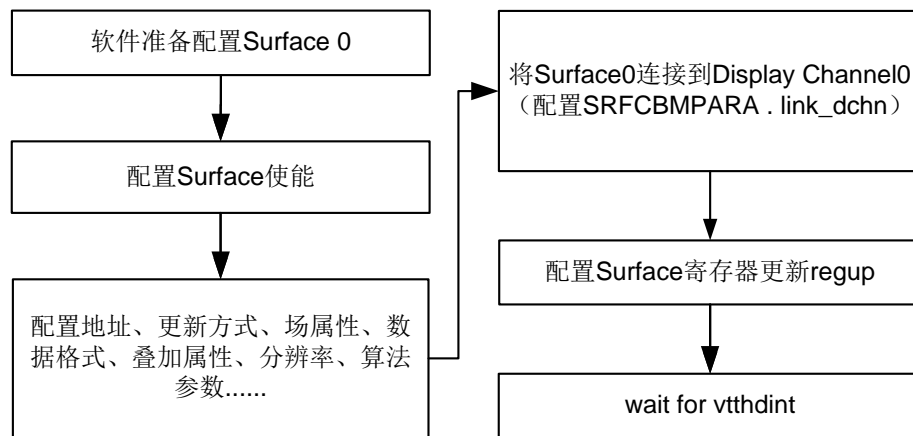 软件准备配置Surface 0
配置Surface使能
配置地址、更新方式、场属性、数
据格式、叠加属性、分辨率、算法
参数......
将Surface0连接到Display Channel0
（配置SRFCBMPARA . link_dchn）
配置Surface寄存器更新regup
wait for vtthdint